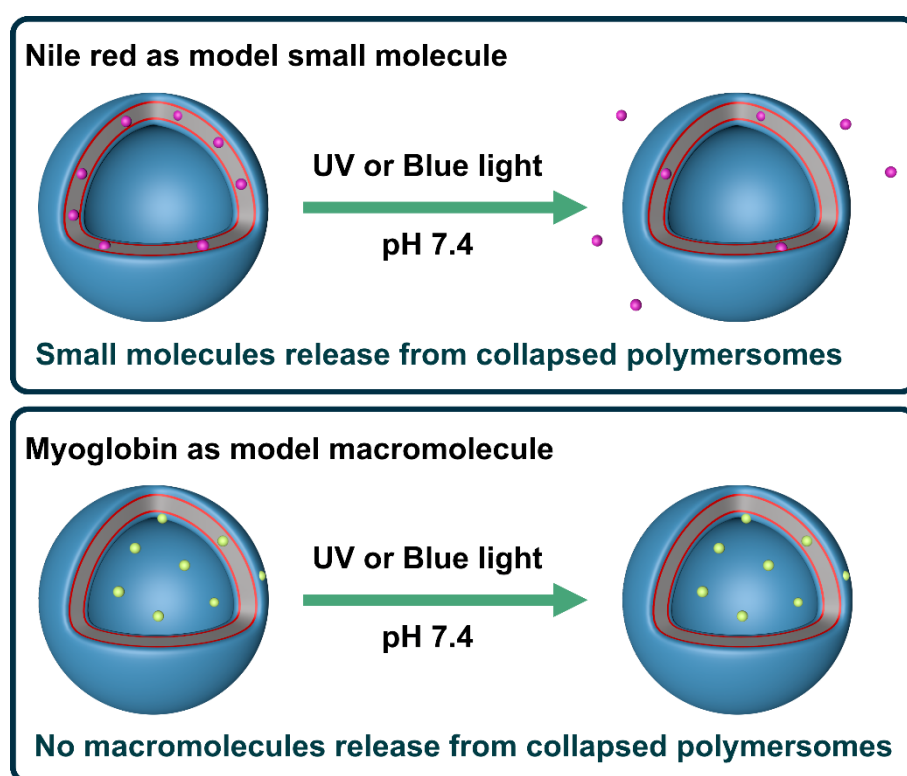 Nile red as model small molecule
UV or Blue light
pH 7.4
Small molecules release from collapsed polymersomes
Myoglobin as model macromolecule
UV or Blue light
pH 7.4
No macromolecules release from collapsed polymersomes